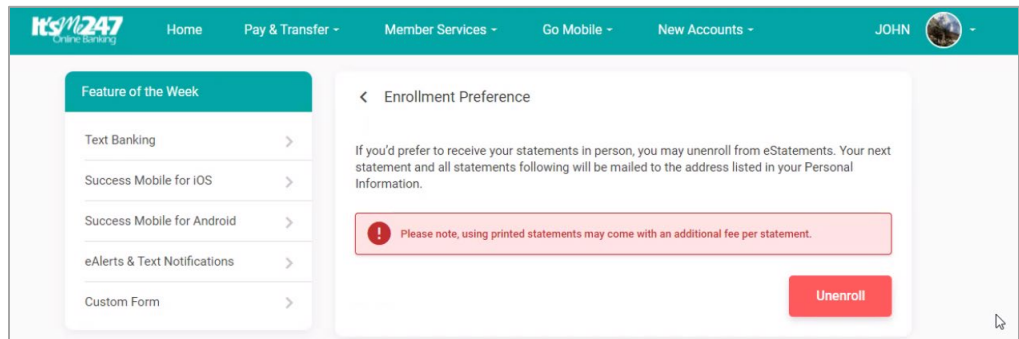 It'sMe247
Online Banking
Home
Pay & Transfer
Member Services
Go Mobile
New Accounts
JOHN
Feature of the Week
Text Banking
Success Mobile for iOS
Success Mobile for Android
eAlerts & Text Notifications
Custom Form
Enrollment Preference
If you'd prefer to receive your statements in person, you may unenroll from eStatements. Your next
statement and all statements following will be mailed to the address listed in your Personal
Information.
Please note, using printed statements may come with an additional fee per statement.
Unenroll